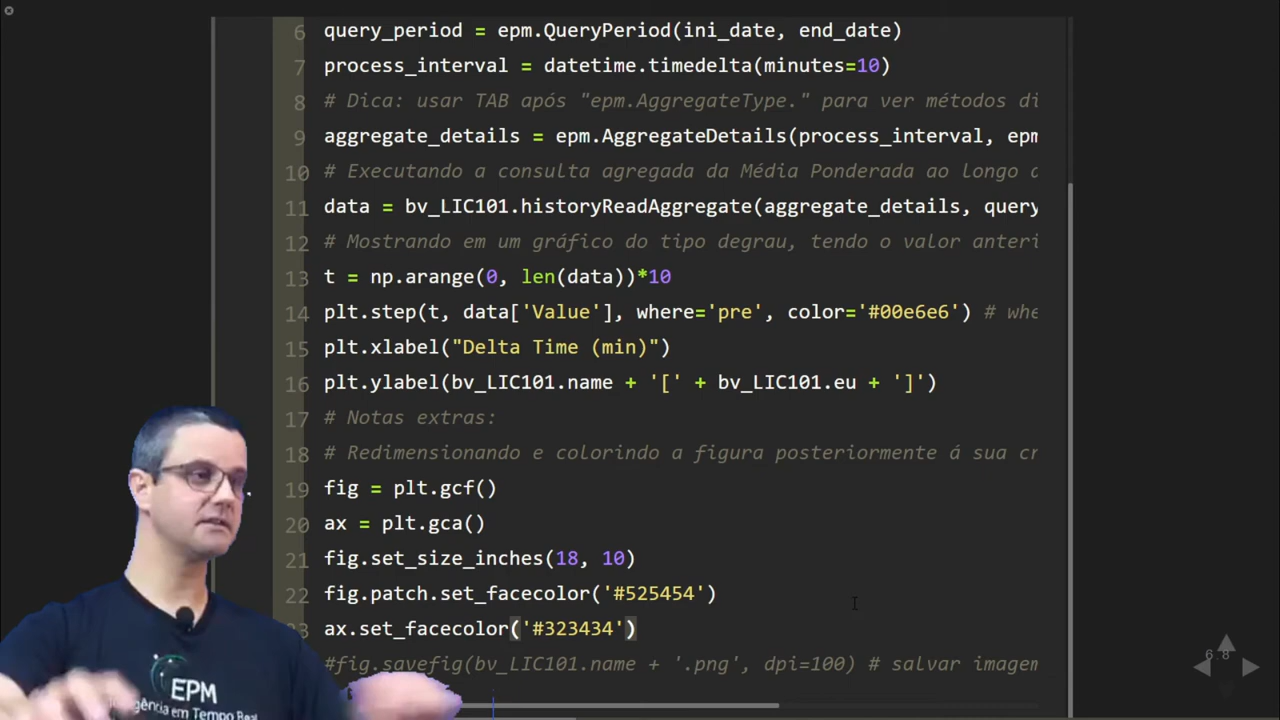 6 query_period = epm.QueryPeriod(ini_date, end_date)
7 process_interval = datetime.timedelta(minutes=10)
8 # Dica: usar TAB após "epm.AggregateType." para ver métodos di
9 aggregate_details = epm.AggregateDetails(process_interval, epm
10 # Executando a consulta agregada da Média Ponderada ao longo d
11 data = bv_LIC101.historyReadAggregate(aggregate_details, query
12 # Mostrando em um gráfico do tipo degrau, tendo o valor anteri
13 t = np.arange(0, len(data))*10
14 plt.step(t, data['Value'], where='pre', color='#00e6e6') # whe
15 plt.xlabel("Delta Time (min)")
16 plt.ylabel(bv_LIC101.name + '[' + bv_LIC101.eu + ']')
17 # Notas extras:
18 # Redimensionando e colorindo a figura posteriormente á sua cr
19 fig = plt.gcf()
20 ax = plt.gca()
21 fig.set_size_inches(18, 10)
22 fig.patch.set_facecolor('#525454')
23 ax.set_facecolor('#323434')
#fig.savefig(bv_LIC101.name + '.png', dpi=100) # salvar imagem
EPM
em Tempo Real
6.8